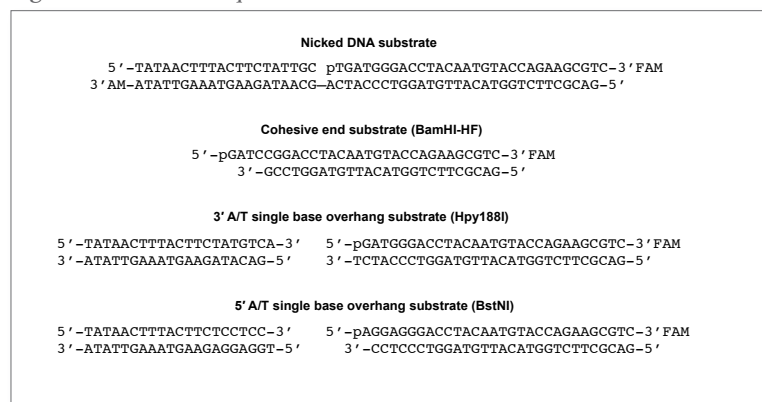 Nicked DNA substrate
5’-TATAACTTTACTTCTATTGC pTGATGGGACCTACAATGTACCAGAAGCGTC-3’FAM
3’AM-ATATTGAAATGAAGATAACG—ACTACCCTGGATGTTACATGGTCTTCGCAG-5’
Cohesive end substrate (BamHI-HF)
5’-pGATCCGGACCTACAATGTACCAGAAGCGTC-3’FAM
3’-GCCTGGATGTTACATGGTCTTCGCAG-5’
3′ A/T single base overhang substrate (Hpy188I)
5’-TATAACTTTACTTCTATGTCA-3’ 5’-pGATGGGACCTACAATGTACCAGAAGCGTC-3’FAM
3’-ATATTGAAATGAAGATACAG-5’ 3’-TCTACCCTGGATGTTACATGGTCTTCGCAG-5’
5′ A/T single base overhang substrate (BstNI)
5’-TATAACTTTACTTCTCCTCC-3’ 5’-pAGGAGGGACCTACAATGTACCAGAAGCGTC-3’FAM
3’-ATATTGAAATGAAGAGGAGGT-5’ 3’-CCTCCCTGGATGTTACATGGTCTTCGCAG-5’